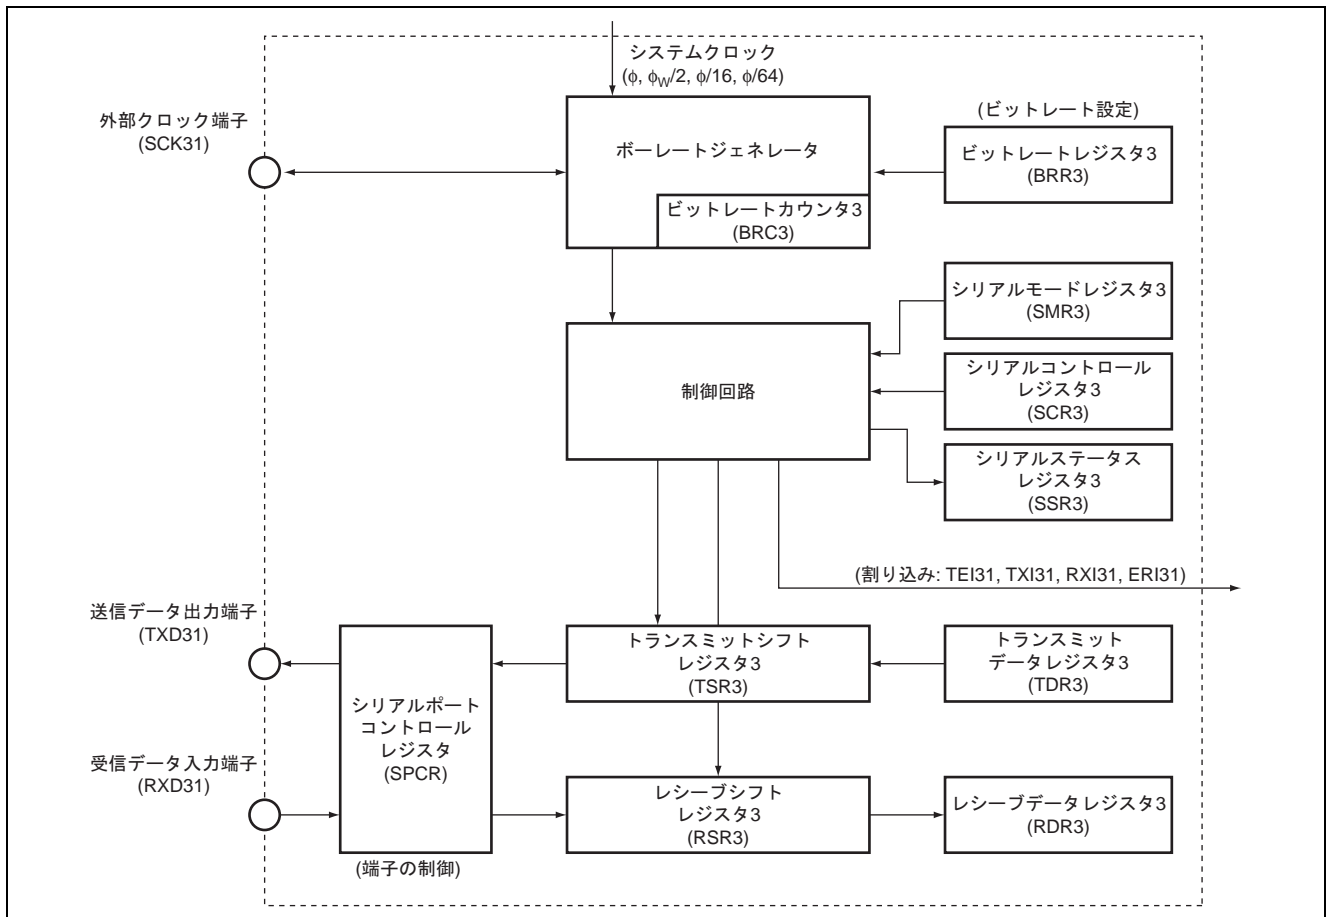 システムクロック
(ϕ, ϕW/2, ϕ/16, ϕ/64)
外部クロック端子
(SCK31)
ボーレートジェネレータ
ビットレートカウンタ3
(BRC3)
(ビットレート設定)
ビットレートレジスタ3
(BRR3)
シリアルモードレジスタ3
(SMR3)
制御回路
シリアルコントロール
レジスタ3
(SCR3)
シリアルステータス
レジスタ3
(SSR3)
(割り込み: TEI31, TXI31, RXI31, ERI31)
送信データ出力端子
(TXD31)
トランスミットシフト
レジスタ3
(TSR3)
トランスミット
データレジスタ3
(TDR3)
シリアルポート
コントロール
レジスタ
(SPCR)
受信データ入力端子
(RXD31)
レシーブシフト
レジスタ3
(RSR3)
レシーブデータレジスタ3
(RDR3)
(端子の制御)